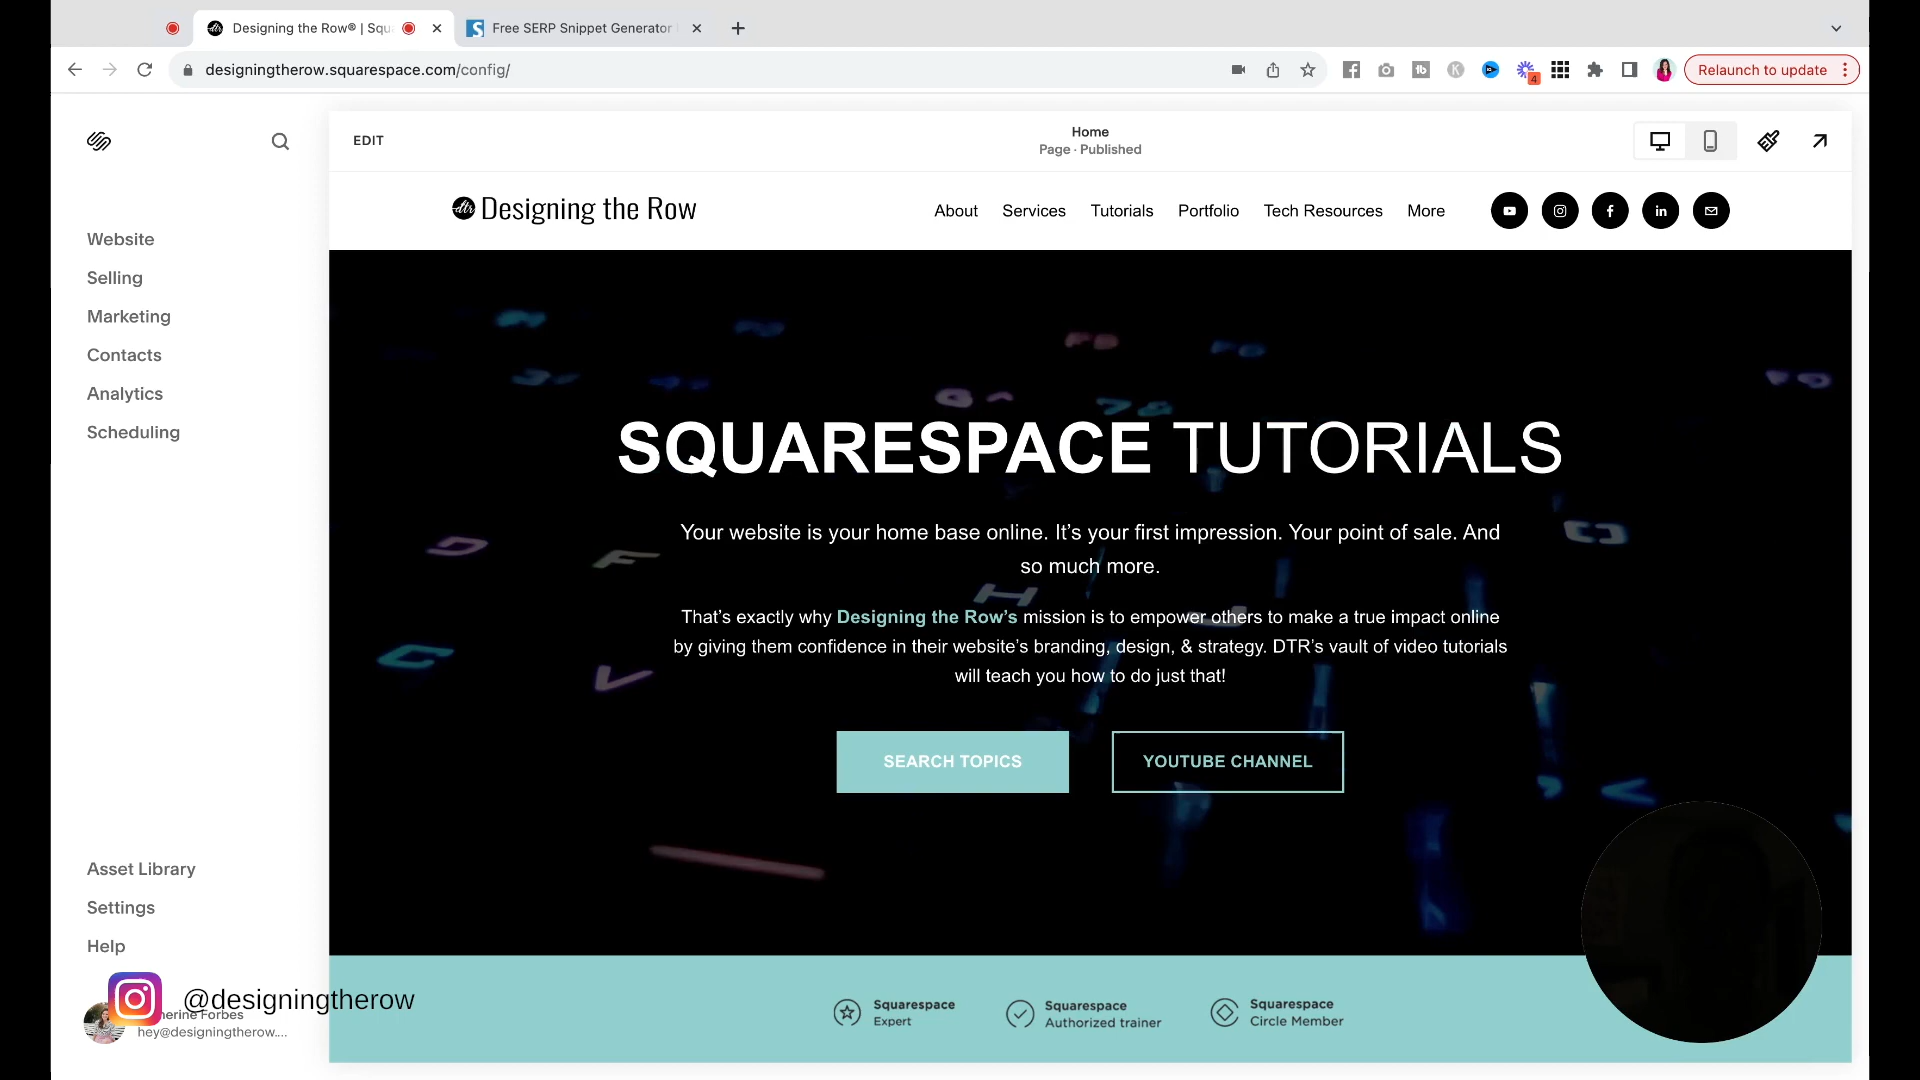 Designing the Row® | Squ
Free SERP Snippet Generator
designingtherow.squarespace.com/config/
4
Relaunch to update
EDIT
Home
Page · Published
Website
Selling
Marketing
Contacts
Analytics
Scheduling
Asset Library
Settings
Help
dtr Designing the Row
About Services Tutorials Portfolio Tech Resources More
SQUARESPACE TUTORIALS
Your website is your home base online. It’s your first impression. Your point of sale. And
so much more.
That’s exactly why Designing the Row’s mission is to empower others to make a true impact online
by giving them confidence in their website’s branding, design, & strategy. DTR’s vault of video tutorials
will teach you how to do just that!
SEARCH TOPICS
YOUTUBE CHANNEL
Squarespace
Expert
Squarespace
Authorized trainer
Squarespace
Circle Member
@designingtherow
Forbes
hey@designingtherow....